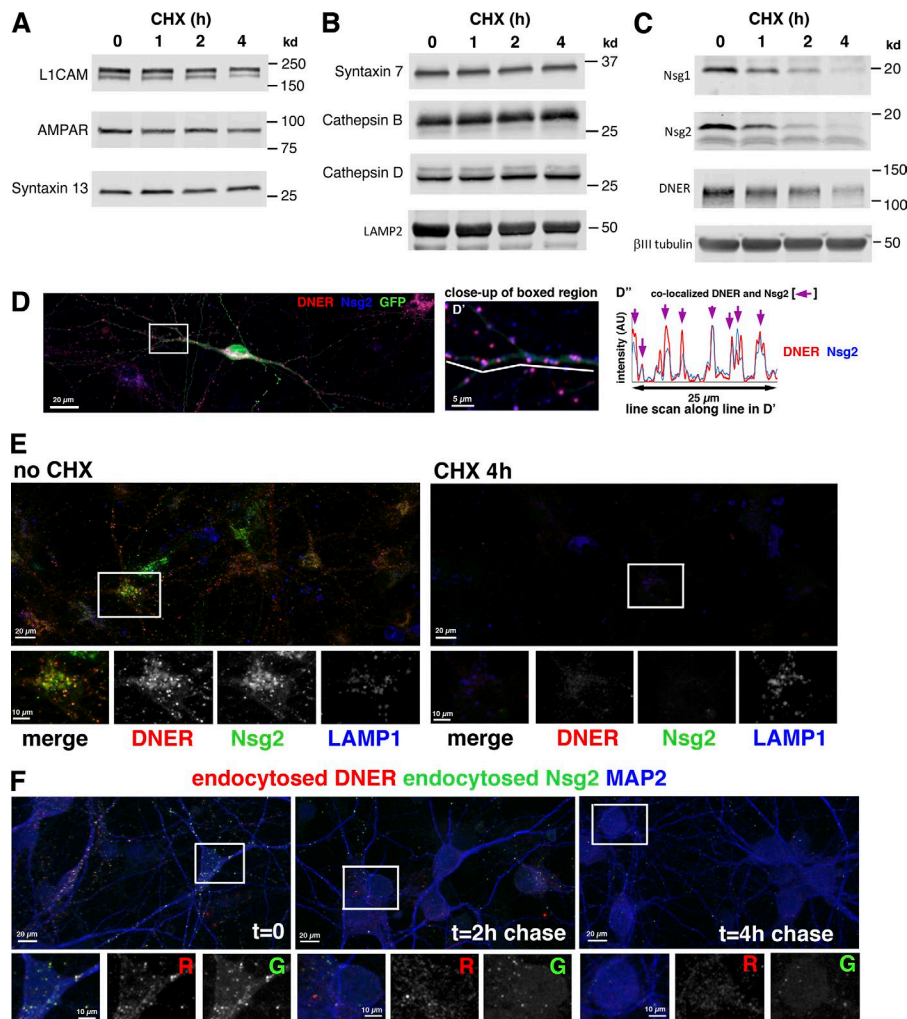 A
CHX (h)
0 1 2 4 kd
L1CAM
250
150
AMPAR
100
75
Syntaxin 13
25
B
CHX (h)
0 1 2 4 kd
Syntaxin 7
37
Cathepsin B
25
Cathepsin D
25
LAMP2
50
C
CHX (h)
0 1 2 4 kd
Nsg1
20
Nsg2
20
DNER
150
100
βIII tubulin
50
D
DNER Nsg2 GFP
20 µm
close-up of boxed region
D'
5 µm
D"
co-localized DNER and Nsg2 [ ]
intensity (AU)
DNER Nsg2
25 µm
line scan along line in D'
E
no CHX
20 µm
10 µm
merge DNER Nsg2 LAMP1
CHX 4h
20 µm
10 µm
merge DNER Nsg2 LAMP1
endocytosed DNER endocytosed Nsg2 MAP2
F
20 µm
t=0
20 µm
t=2h chase
20 µm
t=4h chase
10 µm
R
G
10 µm
R
G
10 µm
R
G